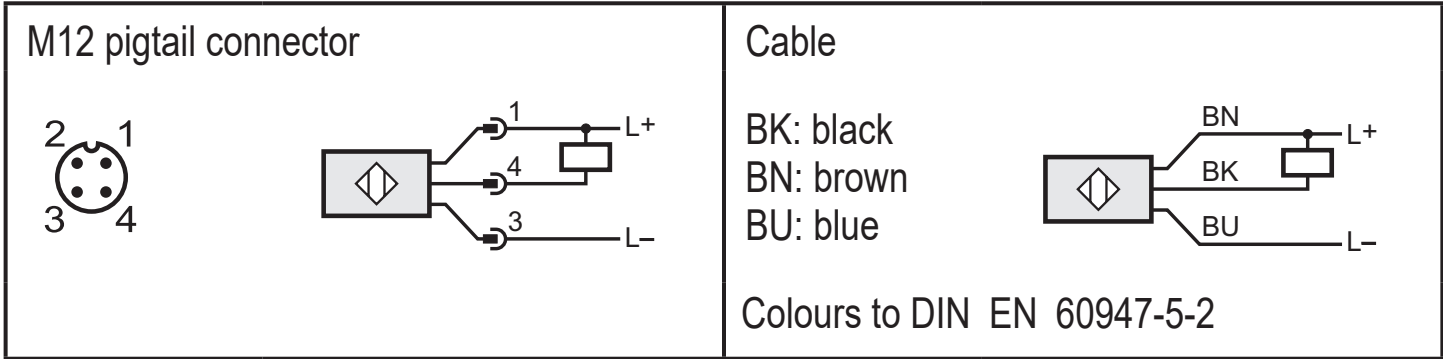 M12 pigtail connector
2 1
3 4
1
L+
4
3
L–
Cable
BK: black
BN: brown
BU: blue
BN
L+
BK
BU
L–
Colours to DIN EN 60947-5-2